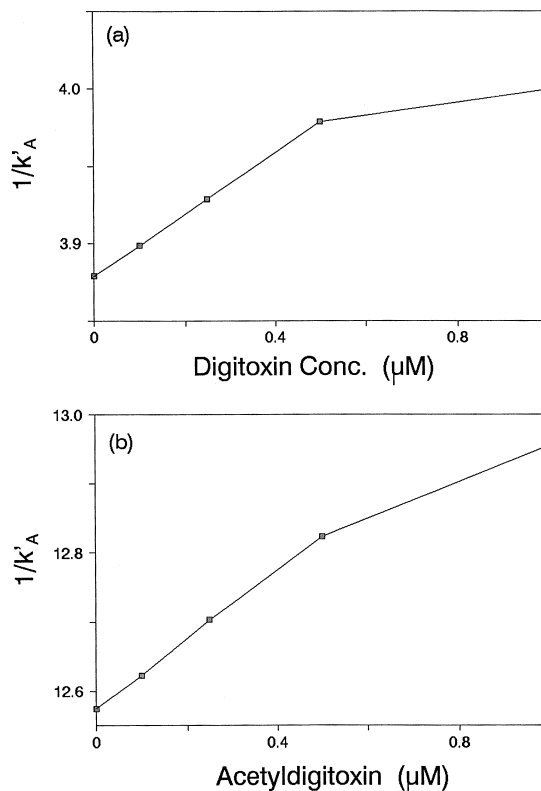 (a)
4.0
3.9
1/k'A
0 0.4 0.8
Digitoxin Conc. (µM)
13.0
(b)
12.8
12.6
1/k'A
0 0.4 0.8
Acetyldigitoxin (µM)